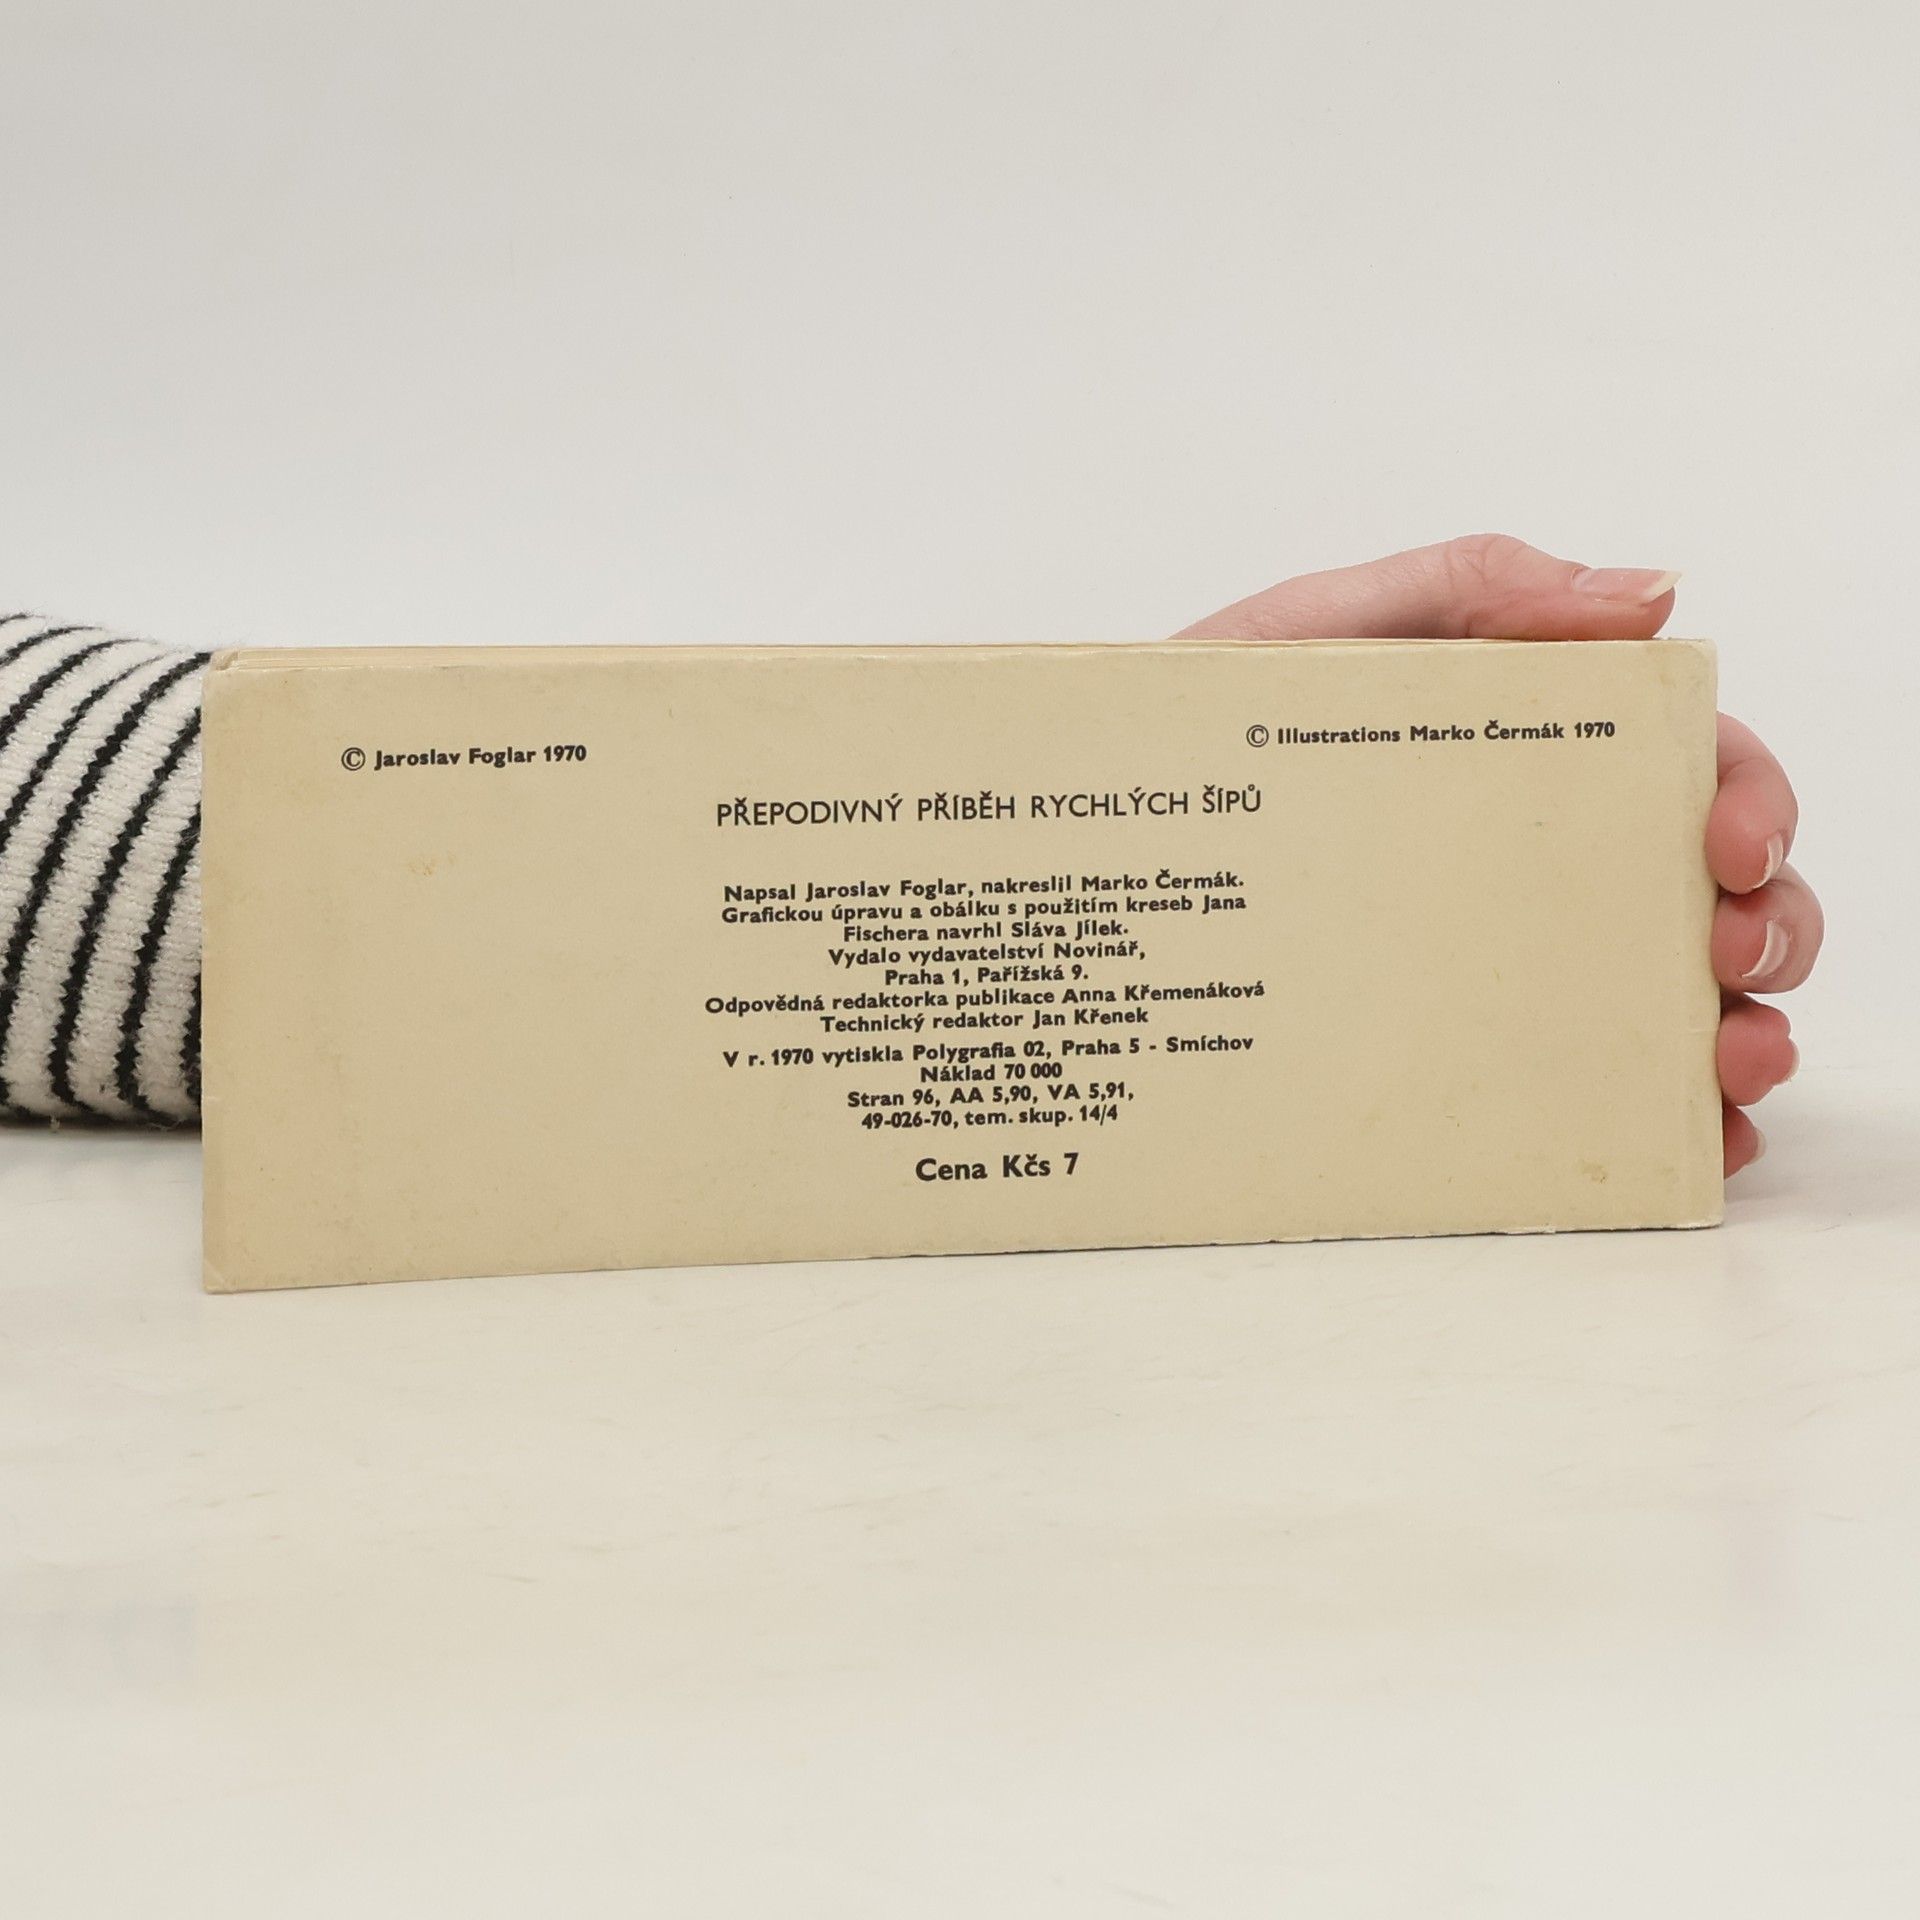 © Jaroslav Foglar 1970
© Illustrations Marko Čermák 1970
PŘEPODIVNÝ PŘÍBĚH RYCHLÝCH ŠÍPŮ
Napsal Jaroslav Foglar, nakreslil Marko Čermák.
Grafickou úpravu a obálku s použitím kreseb Jana
Fischera navrhl Sláva Jílek.
Vydalo vydavatelství Novinář,
Praha 1, Pařížská 9.
Odpovědná redaktorka publikace Anna Křemenáková
Technický redaktor Jan Křenek
V r. 1970 vytiskla Polygrafia 02, Praha 5 - Smíchov
Náklad 70 000
Stran 96, AA 5,90, VA 5,91,
49-026-70, tem. skup. 14/4
Cena Kčs 7